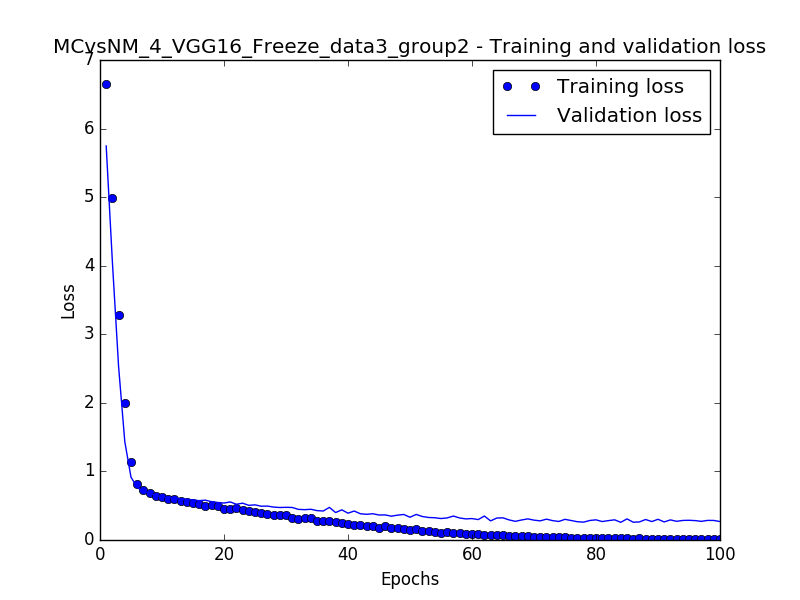 MCvsNM_4_VGG16_Freeze_data3_group2 - Training and validation loss
7
6
5
4
3
2
1
0
Loss
Training loss
Validation loss
0 20 40 60 80 100
Epochs